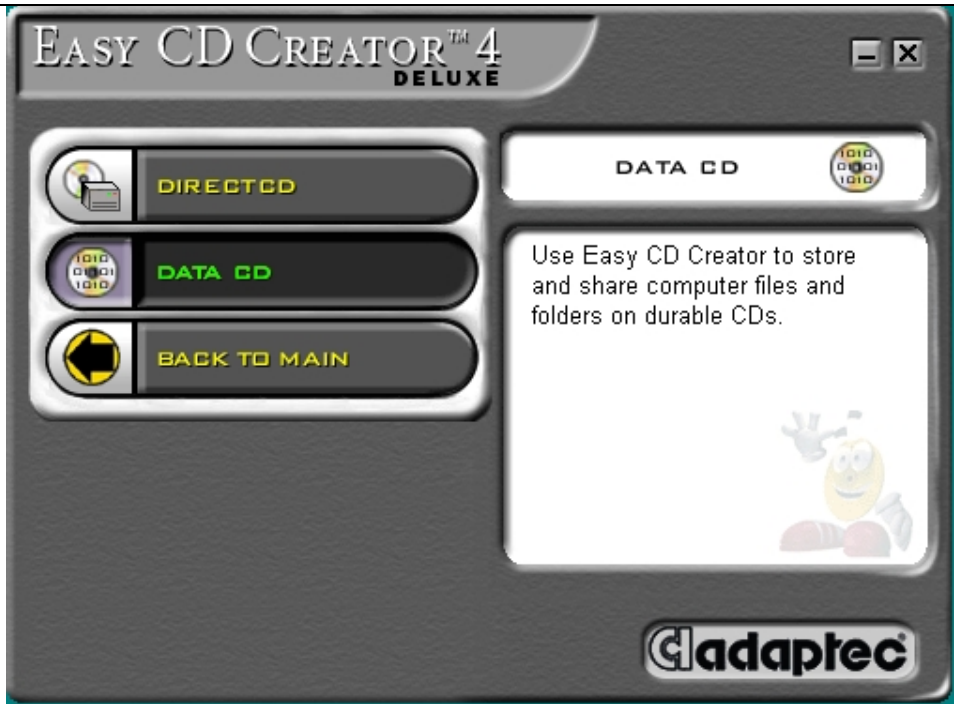 EASY CD CREATOR™ 4
DELUXE
DIRECTCD
DATA CD
BACK TO MAIN
DATA CD
Use Easy CD Creator to store
and share computer files and
folders on durable CDs.
adaptec